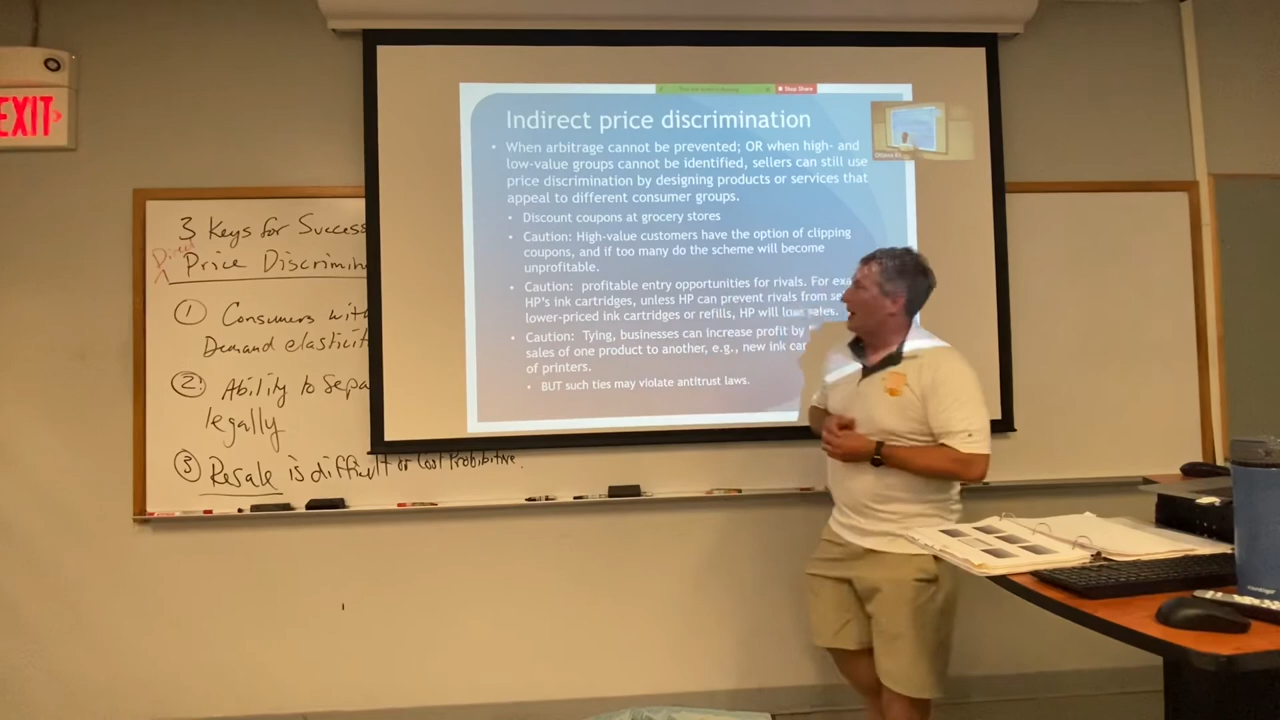 EXIT
3 Keys for Success
Direct
Price Discrimin
① Consumers with
Demand elasticit
② Ability to Sepa
legally
③ Resale is difficult or Cost Prohibitive.
Stop Share
Indirect price discrimination
• When arbitrage cannot be prevented; OR when high- and
low-value groups cannot be identified, sellers can still use
price discrimination by designing products or services that
appeal to different consumer groups.
• Discount coupons at grocery stores
• Caution: High-value customers have the option of clipping
coupons, and if too many do the scheme will become
unprofitable.
• Caution: profitable entry opportunities for rivals. For exa
HP's ink cartridges, unless HP can prevent rivals from se
lower-priced ink cartridges or refills, HP will lose sales.
• Caution: Tying, businesses can increase profit by
sales of one product to another, e.g., new ink car
of printers.
• BUT such ties may violate antitrust laws.